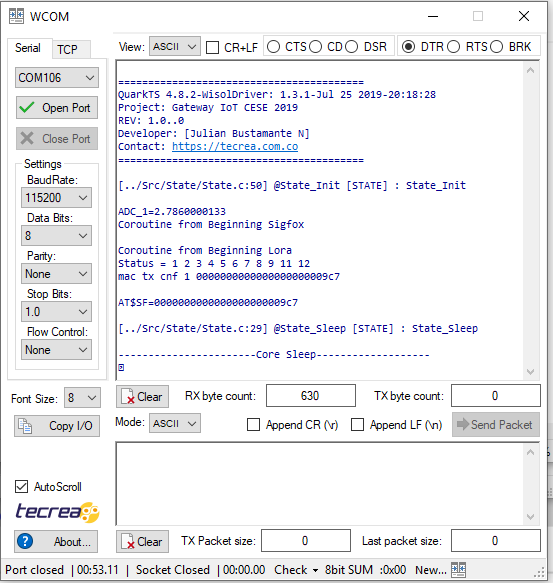 WCOM
Serial TCP
COM106
Open Port
Close Port
Settings
BaudRate:
115200
Data Bits:
8
Parity:
None
Stop Bits:
1.0
Flow Control:
None
Font Size: 8
Copy I/O
AutoScroll
tecrea
About...
View: ASCII CR+LF CTS CD DSR DTR RTS BRK
==========================================
QuarkTS 4.8.2-WisolDriver: 1.3.1-Jul 25 2019-20:18:28
Project: Gateway IoT CESE 2019
REV: 1.0..0
Developer: [Julian Bustamante N]
Contact: https://tecrea.com.co
==========================================
[../Src/State/State.c:50] @State_Init [STATE] : State_Init
ADC_1=2.7860000133
Coroutine from Beginning Sigfox
Coroutine from Beginning Lora
Status = 1 2 3 4 5 6 7 8 9 11 12
mac tx cnf 1 0000000000000000000009c7
AT$SF=0000000000000000000009c7
[../Src/State/State.c:29] @State_Sleep [STATE] : State_Sleep
-----------------------Core Sleep-------------------
Clear RX byte count: 630 TX byte count: 0
Mode: ASCII Append CR (\r) Append LF (\n) Send Packet
Clear TX Packet size: 0 Last packet size: 0
Port closed | 00:53.11 | Socket Closed | 00:00.00 Check 8bit SUM :0x00 New...